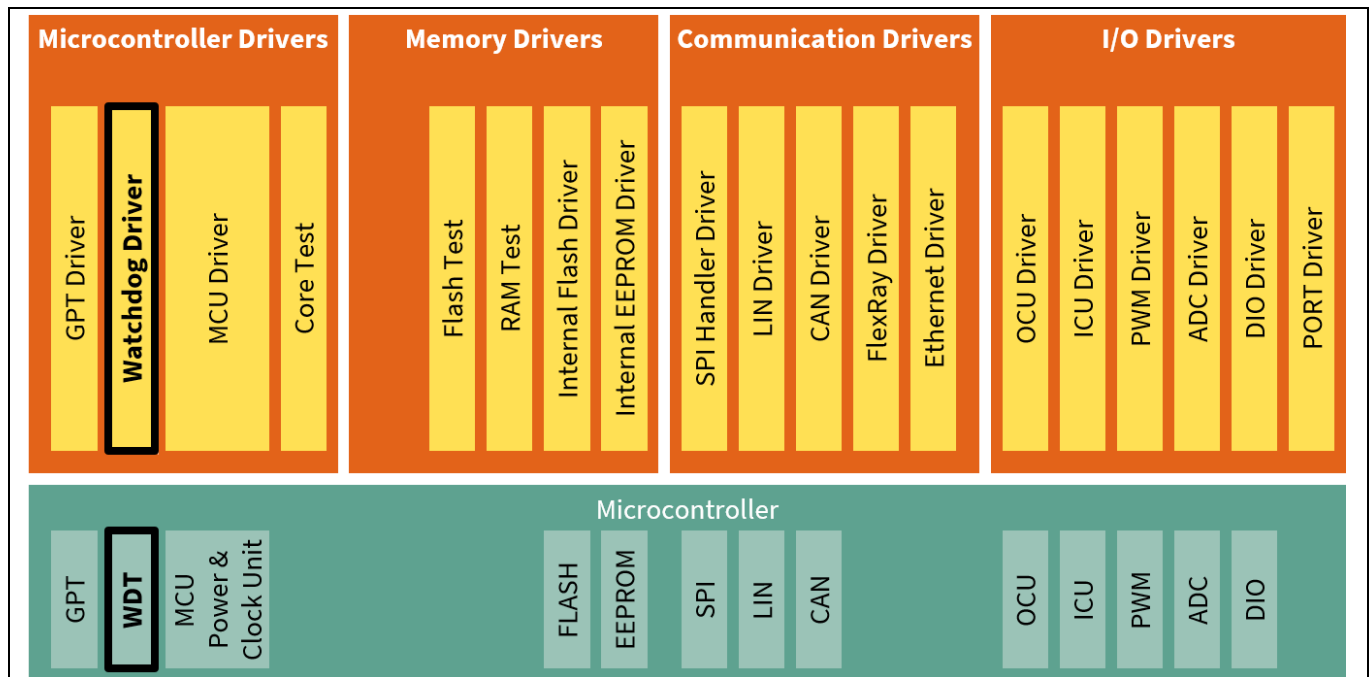 Microcontroller Drivers
GPT Driver
Watchdog Driver
MCU Driver
Core Test
Memory Drivers
Flash Test
RAM Test
Internal Flash Driver
Internal EEPROM Driver
Communication Drivers
SPI Handler Driver
LIN Driver
CAN Driver
FlexRay Driver
Ethernet Driver
I/O Drivers
OCU Driver
ICU Driver
PWM Driver
ADC Driver
DIO Driver
PORT Driver
Microcontroller
GPT
WDT
MCU
Power &
Clock Unit
FLASH
EEPROM
SPI
LIN
CAN
OCU
ICU
PWM
ADC
DIO